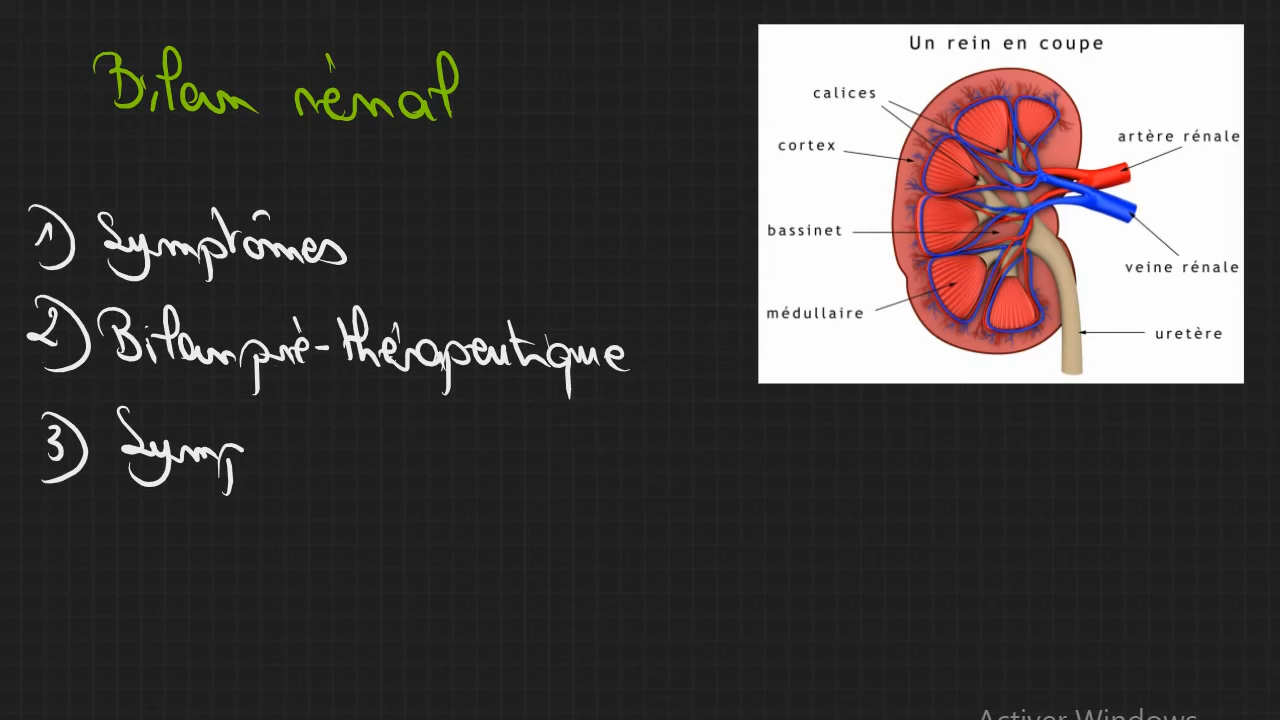 Bilan rénal
1) Symptômes
2) Bilan pré-thérapeutique
3) Symp
Un rein en coupe
calices
cortex
artère rénale
bassinet
veine rénale
médullaire
uretère
Activer Windows